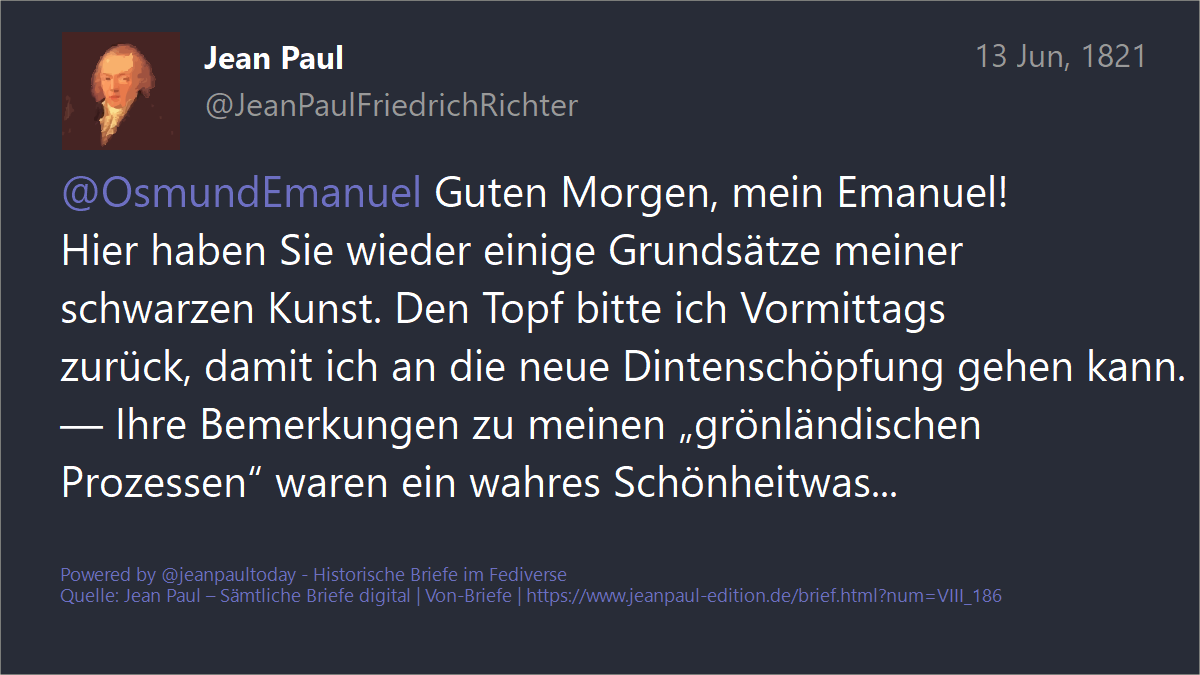 Jean Paul
13 Jun, 1821
@JeanPaulFriedrichRichter
@OsmundEmanuel Guten Morgen, mein Emanuel!
Hier haben Sie wieder einige Grundsätze meiner
schwarzen Kunst. Den Topf bitte ich Vormittags
zurück, damit ich an die neue Dintenschöpfung gehen kann.
— Ihre Bemerkungen zu meinen „grönländischen
Prozessen“ waren ein wahres Schönheitwas...
Powered by @jeanpaultoday - Historische Briefe im Fediverse
Quelle: Jean Paul – Sämtliche Briefe digital | Von-Briefe | https://www.jeanpaul-edition.de/brief.html?num=VIII_186